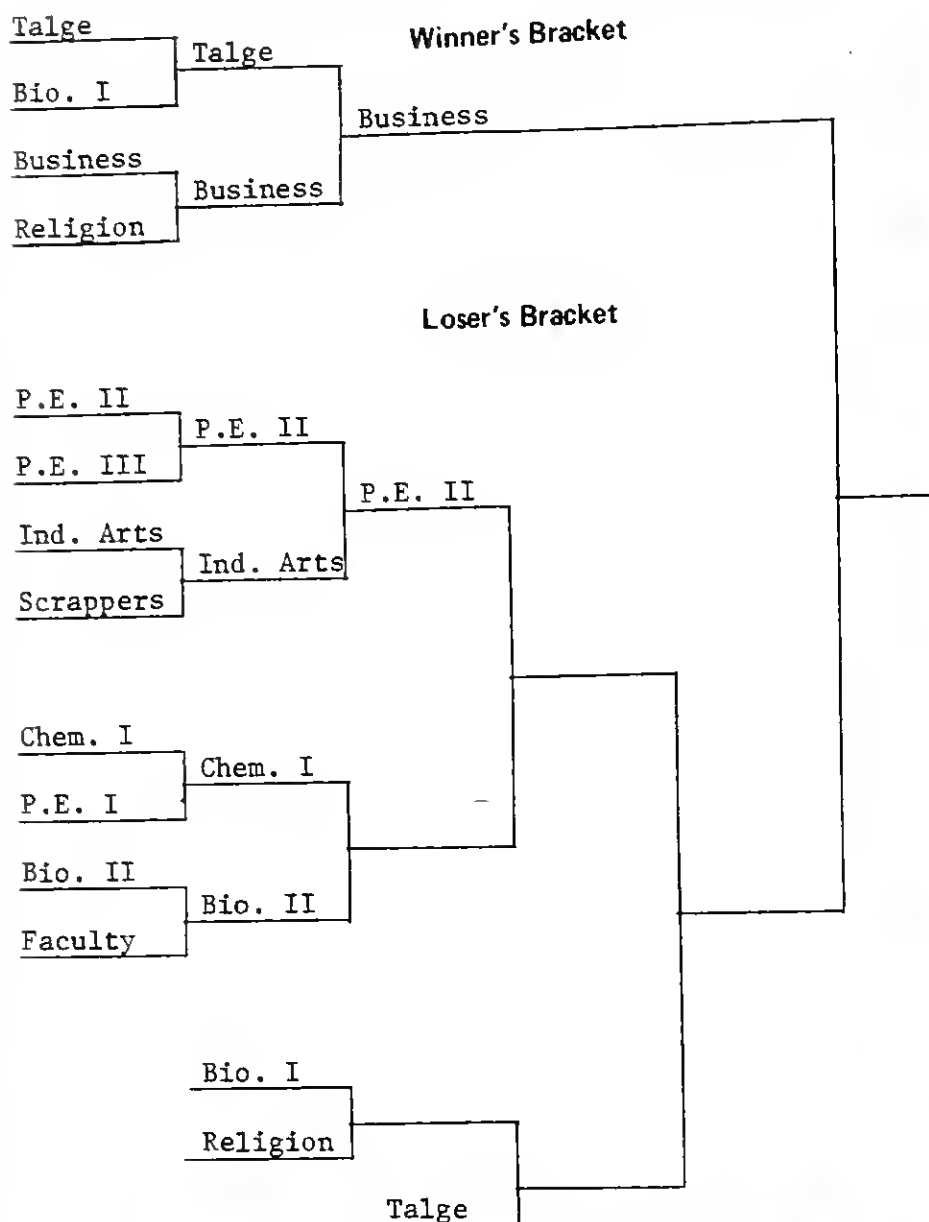 Winner's Bracket
Talge
Talge
Bio. I
Business
Business
Business
Religion
Loser's Bracket
P.E. II
P.E. II
P.E. III
P.E. II
Ind. Arts
Ind. Arts
Scrappers
Chem. I
Chem. I
P.E. I
Bio. II
Bio. II
Faculty
Bio. I
Religion
Talge